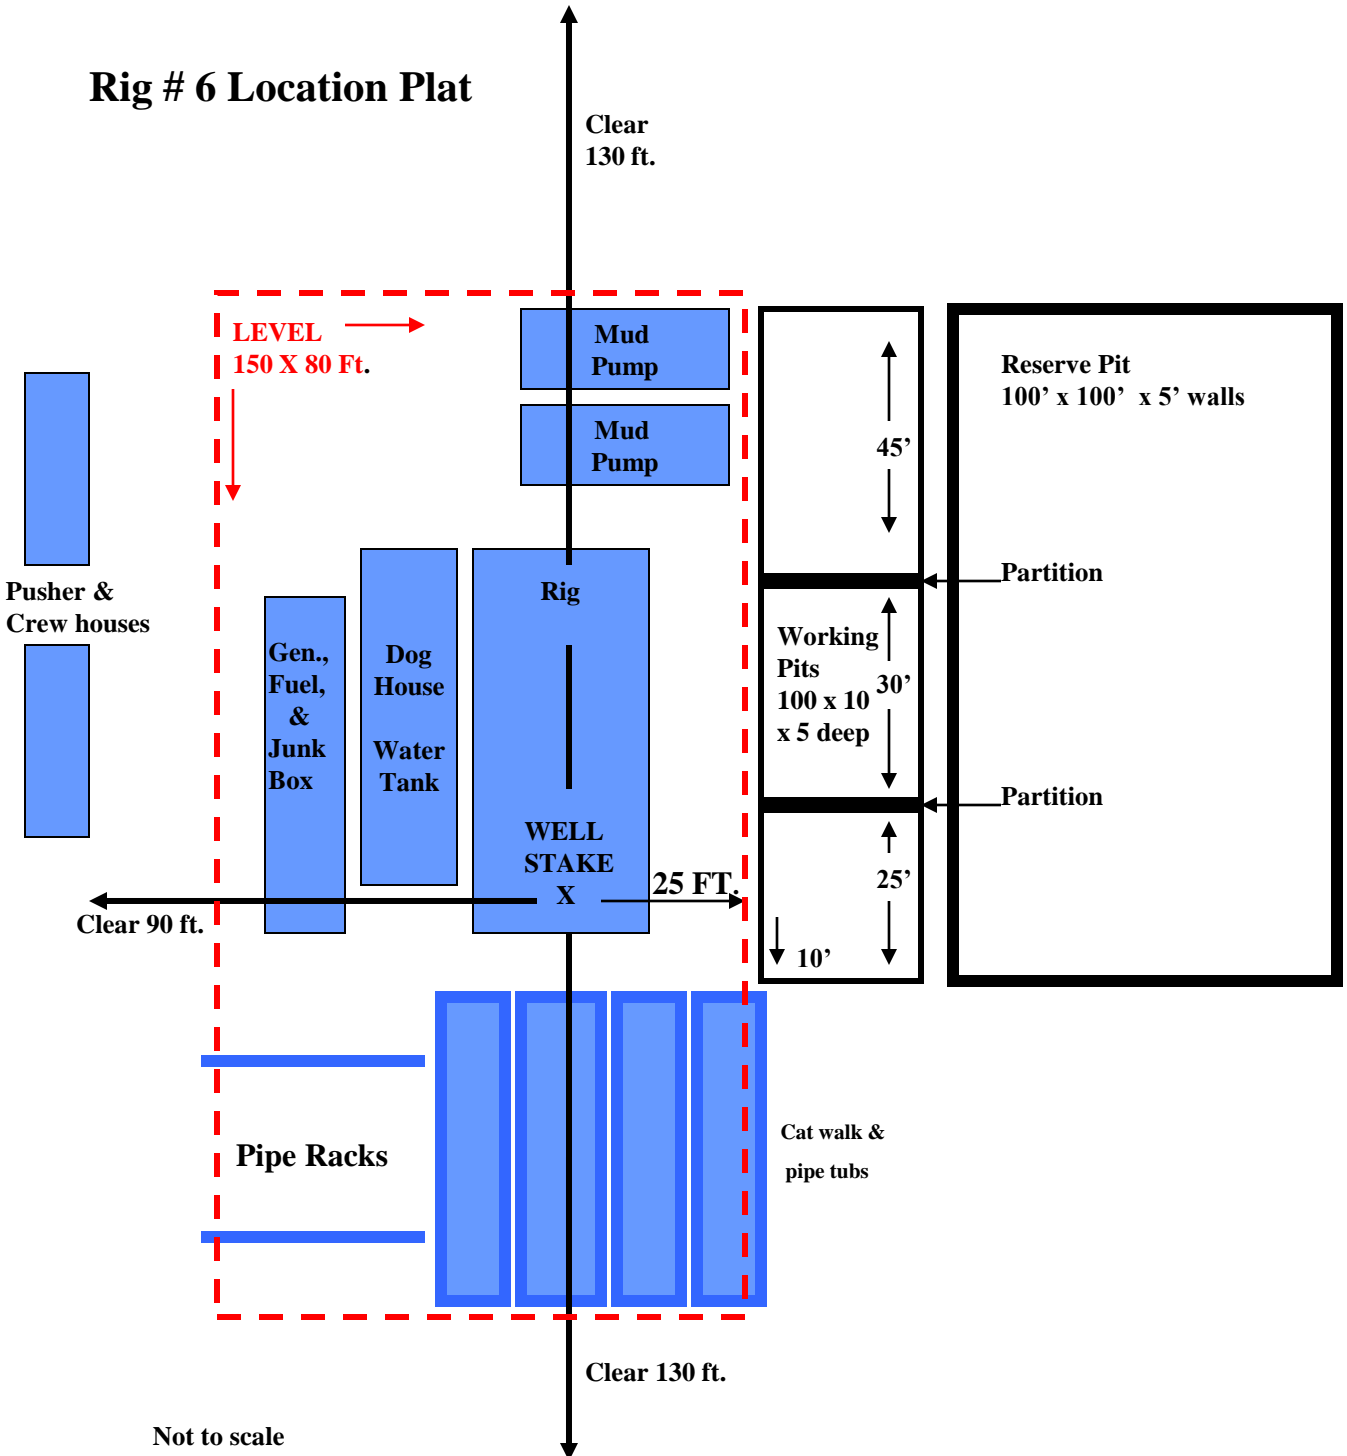 Rig # 6 Location Plat
Clear
130 ft.
LEVEL
150 X 80 Ft.
Mud
Pump
Mud
Pump
Reserve Pit
100’ x 100’ x 5’ walls
45’
Partition
Pusher &
Crew houses
Rig
Gen.,
Fuel,
&
Junk
Box
Dog
House
Water
Tank
Working
Pits
100 x 10
x 5 deep
30’
Partition
WELL
STAKE
X
25 FT.
25’
Clear 90 ft.
10’
Pipe Racks
Cat walk &
pipe tubs
Clear 130 ft.
Not to scale